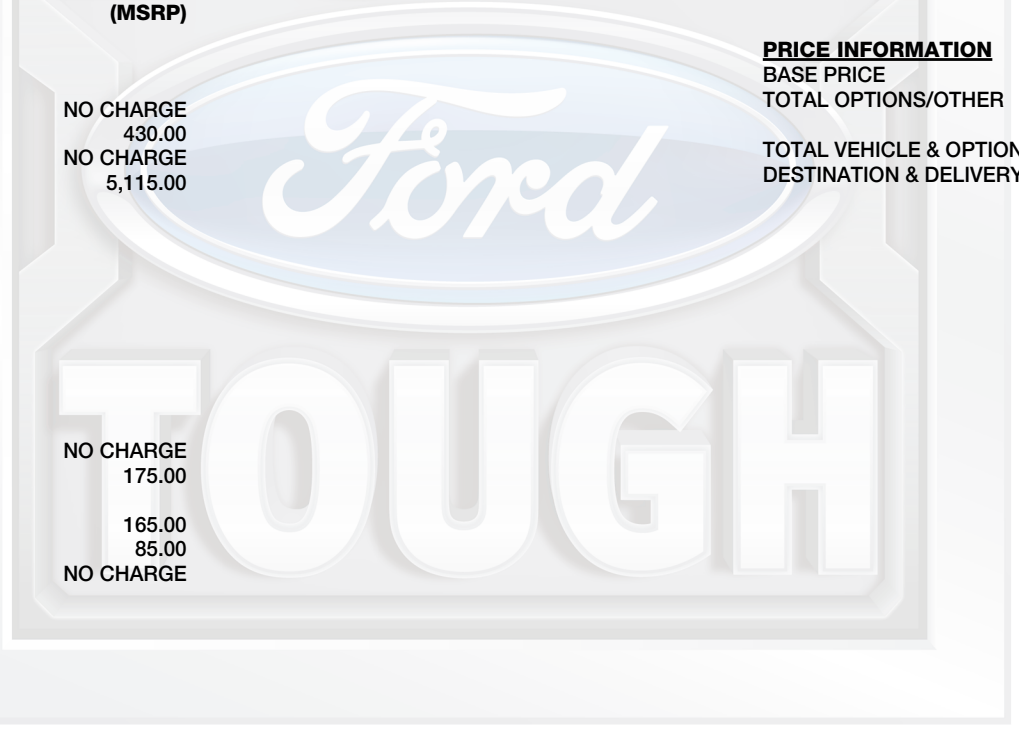 (MSRP)
NO CHARGE
430.00
NO CHARGE
5,115.00
NO CHARGE
175.00
165.00
85.00
NO CHARGE
PRICE INFORMATION
BASE PRICE
TOTAL OPTIONS/OTHER
TOTAL VEHICLE & OPTION
DESTINATION & DELIVERY
Ford
TOUGH